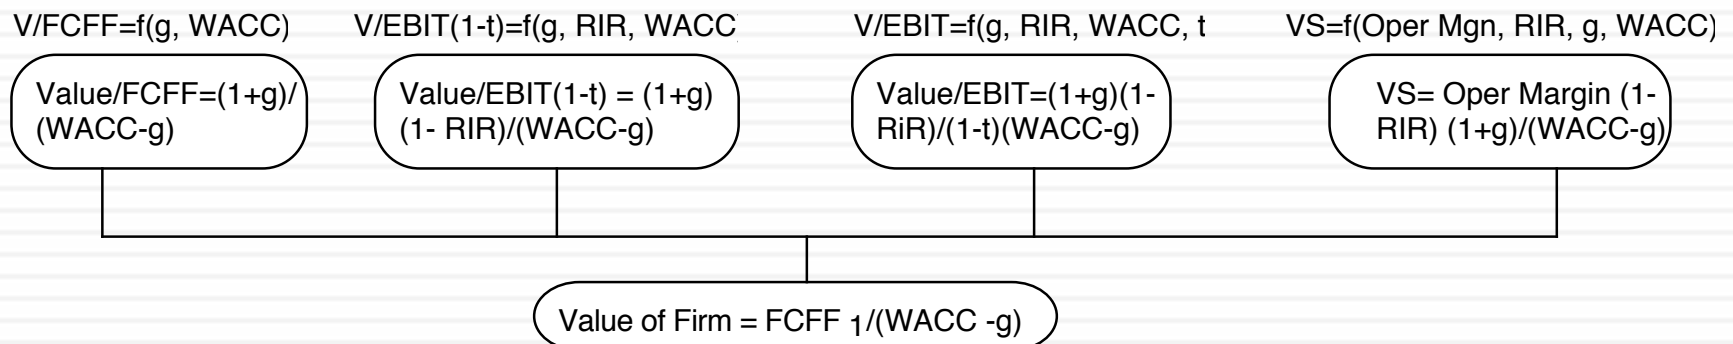 V/FCFF=f(g, WACC)
V/EBIT(1-t)=f(g, RIR, WACC
V/EBIT=f(g, RIR, WACC, t
VS=f(Oper Mgn, RIR, g, WACC)
Value/FCFF=(1+g)/
(WACC-g)
Value/EBIT(1-t) = (1+g)
(1- RIR)/(WACC-g)
Value/EBIT=(1+g)(1-
RiR)/(1-t)(WACC-g)
VS= Oper Margin (1-
RIR) (1+g)/(WACC-g)
Value of Firm = FCFF 1/(WACC -g)